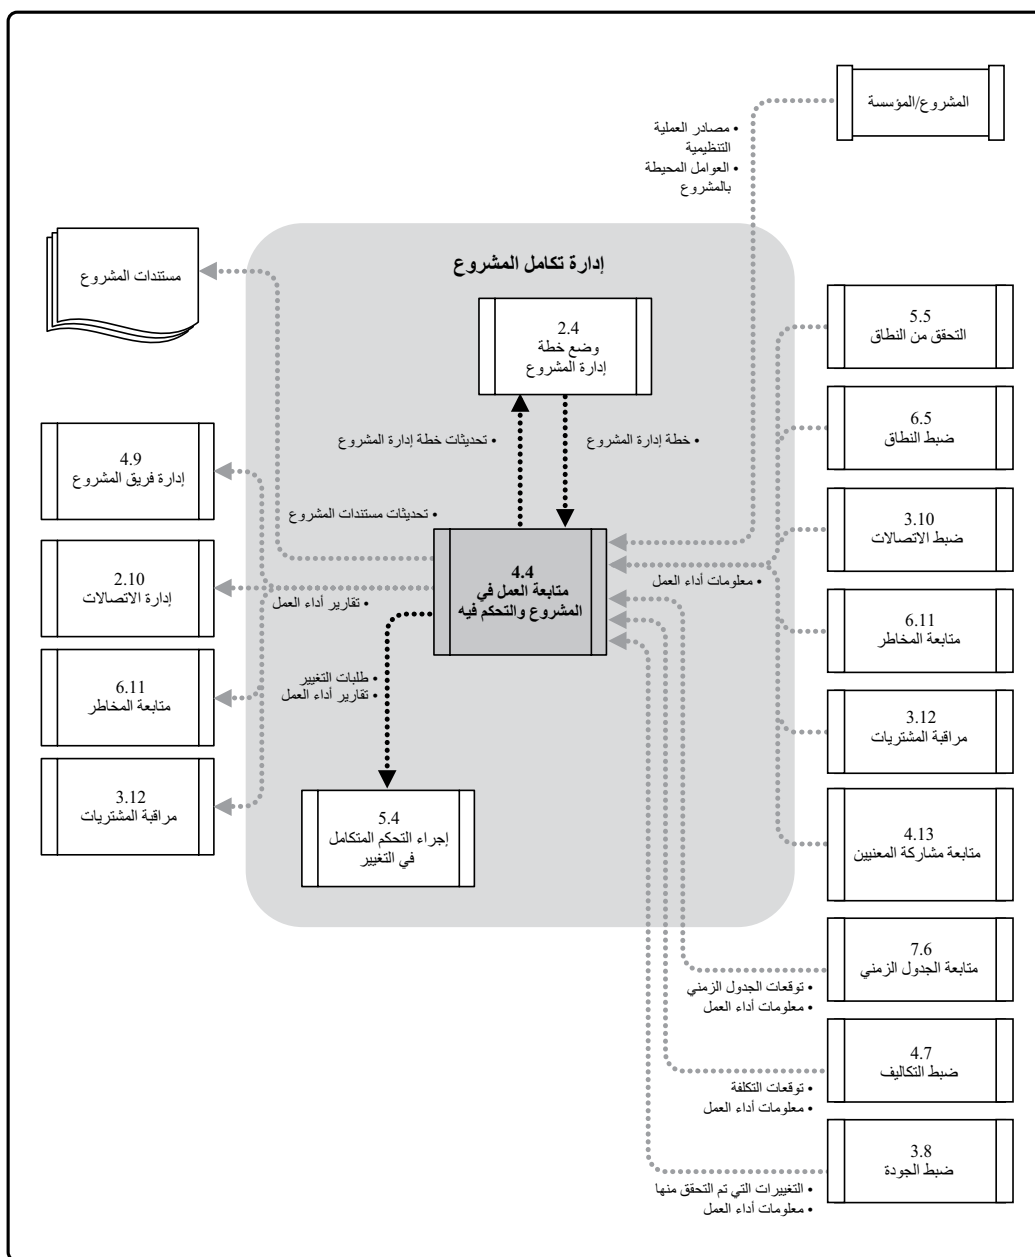 المشروع/المؤسسة
• مصادر العملية
التنظيمية
• العوامل المحيطة
بالمشروع
إدارة تكامل المشروع
مستندات المشروع
2.4
وضع خطة
إدارة المشروع
5.5
التحقق من النطاق
6.5
ضبط النطاق
• خطة إدارة المشروع
• تحديثات خطة إدارة المشروع
4.9
إدارة فريق المشروع
• تحديثات مستندات المشروع
3.10
ضبط الاتصالات
4.4
متابعة العمل في
المشروع والتحكم فيه
• معلومات أداء العمل
2.10
إدارة الاتصالات
• تقارير أداء العمل
6.11
متابعة المخاطر
6.11
متابعة المخاطر
• طلبات التغيير
• تقارير أداء العمل
3.12
مراقبة المشتريات
3.12
مراقبة المشتريات
5.4
إجراء التحكم المتكامل
في التغيير
4.13
متابعة مشاركة المعنيين
7.6
متابعة الجدول الزمني
• توقعات الجدول الزمني
• معلومات أداء العمل
4.7
ضبط التكاليف
• توقعات التكلفة
• معلومات أداء العمل
3.8
ضبط الجودة
• التغييرات التي تم التحقق منها
• معلومات أداء العمل